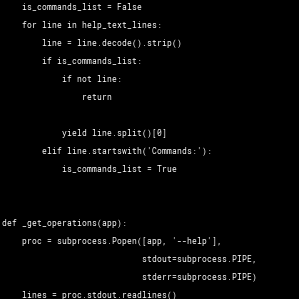 is_commands_list = False
for line in help_text_lines:
line = line.decode().strip()
if is_commands_list:
if not line:
return
yield line.split()[0]
elif line.startswith('Commands:'):
is_commands_list = True
def _get_operations(app):
proc = subprocess.Popen([app, '--help'],
stdout=subprocess.PIPE,
stderr=subprocess.PIPE)
lines = proc.stdout.readlines()